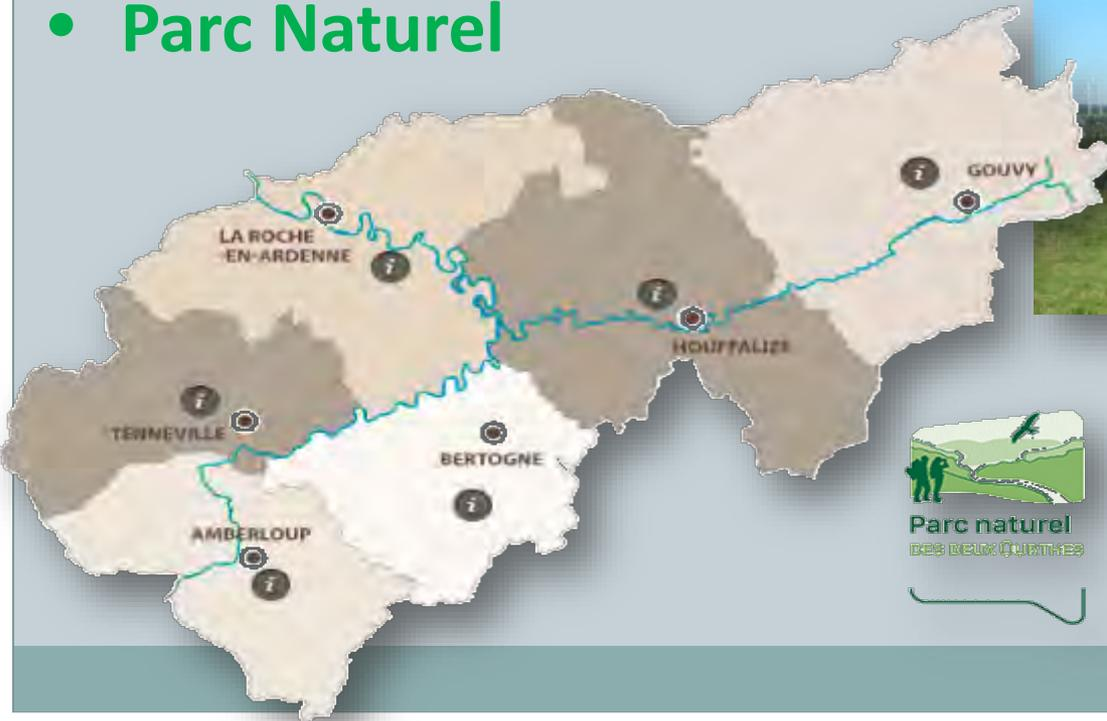 • Parc Naturel
GOUVY
LA ROCHE
-EN-ARDENNE
HOUFFALIZE
TENNEVILLE
BERTOGNE
AMBERLOUP
Parc naturel
DES DEUX OURTHES